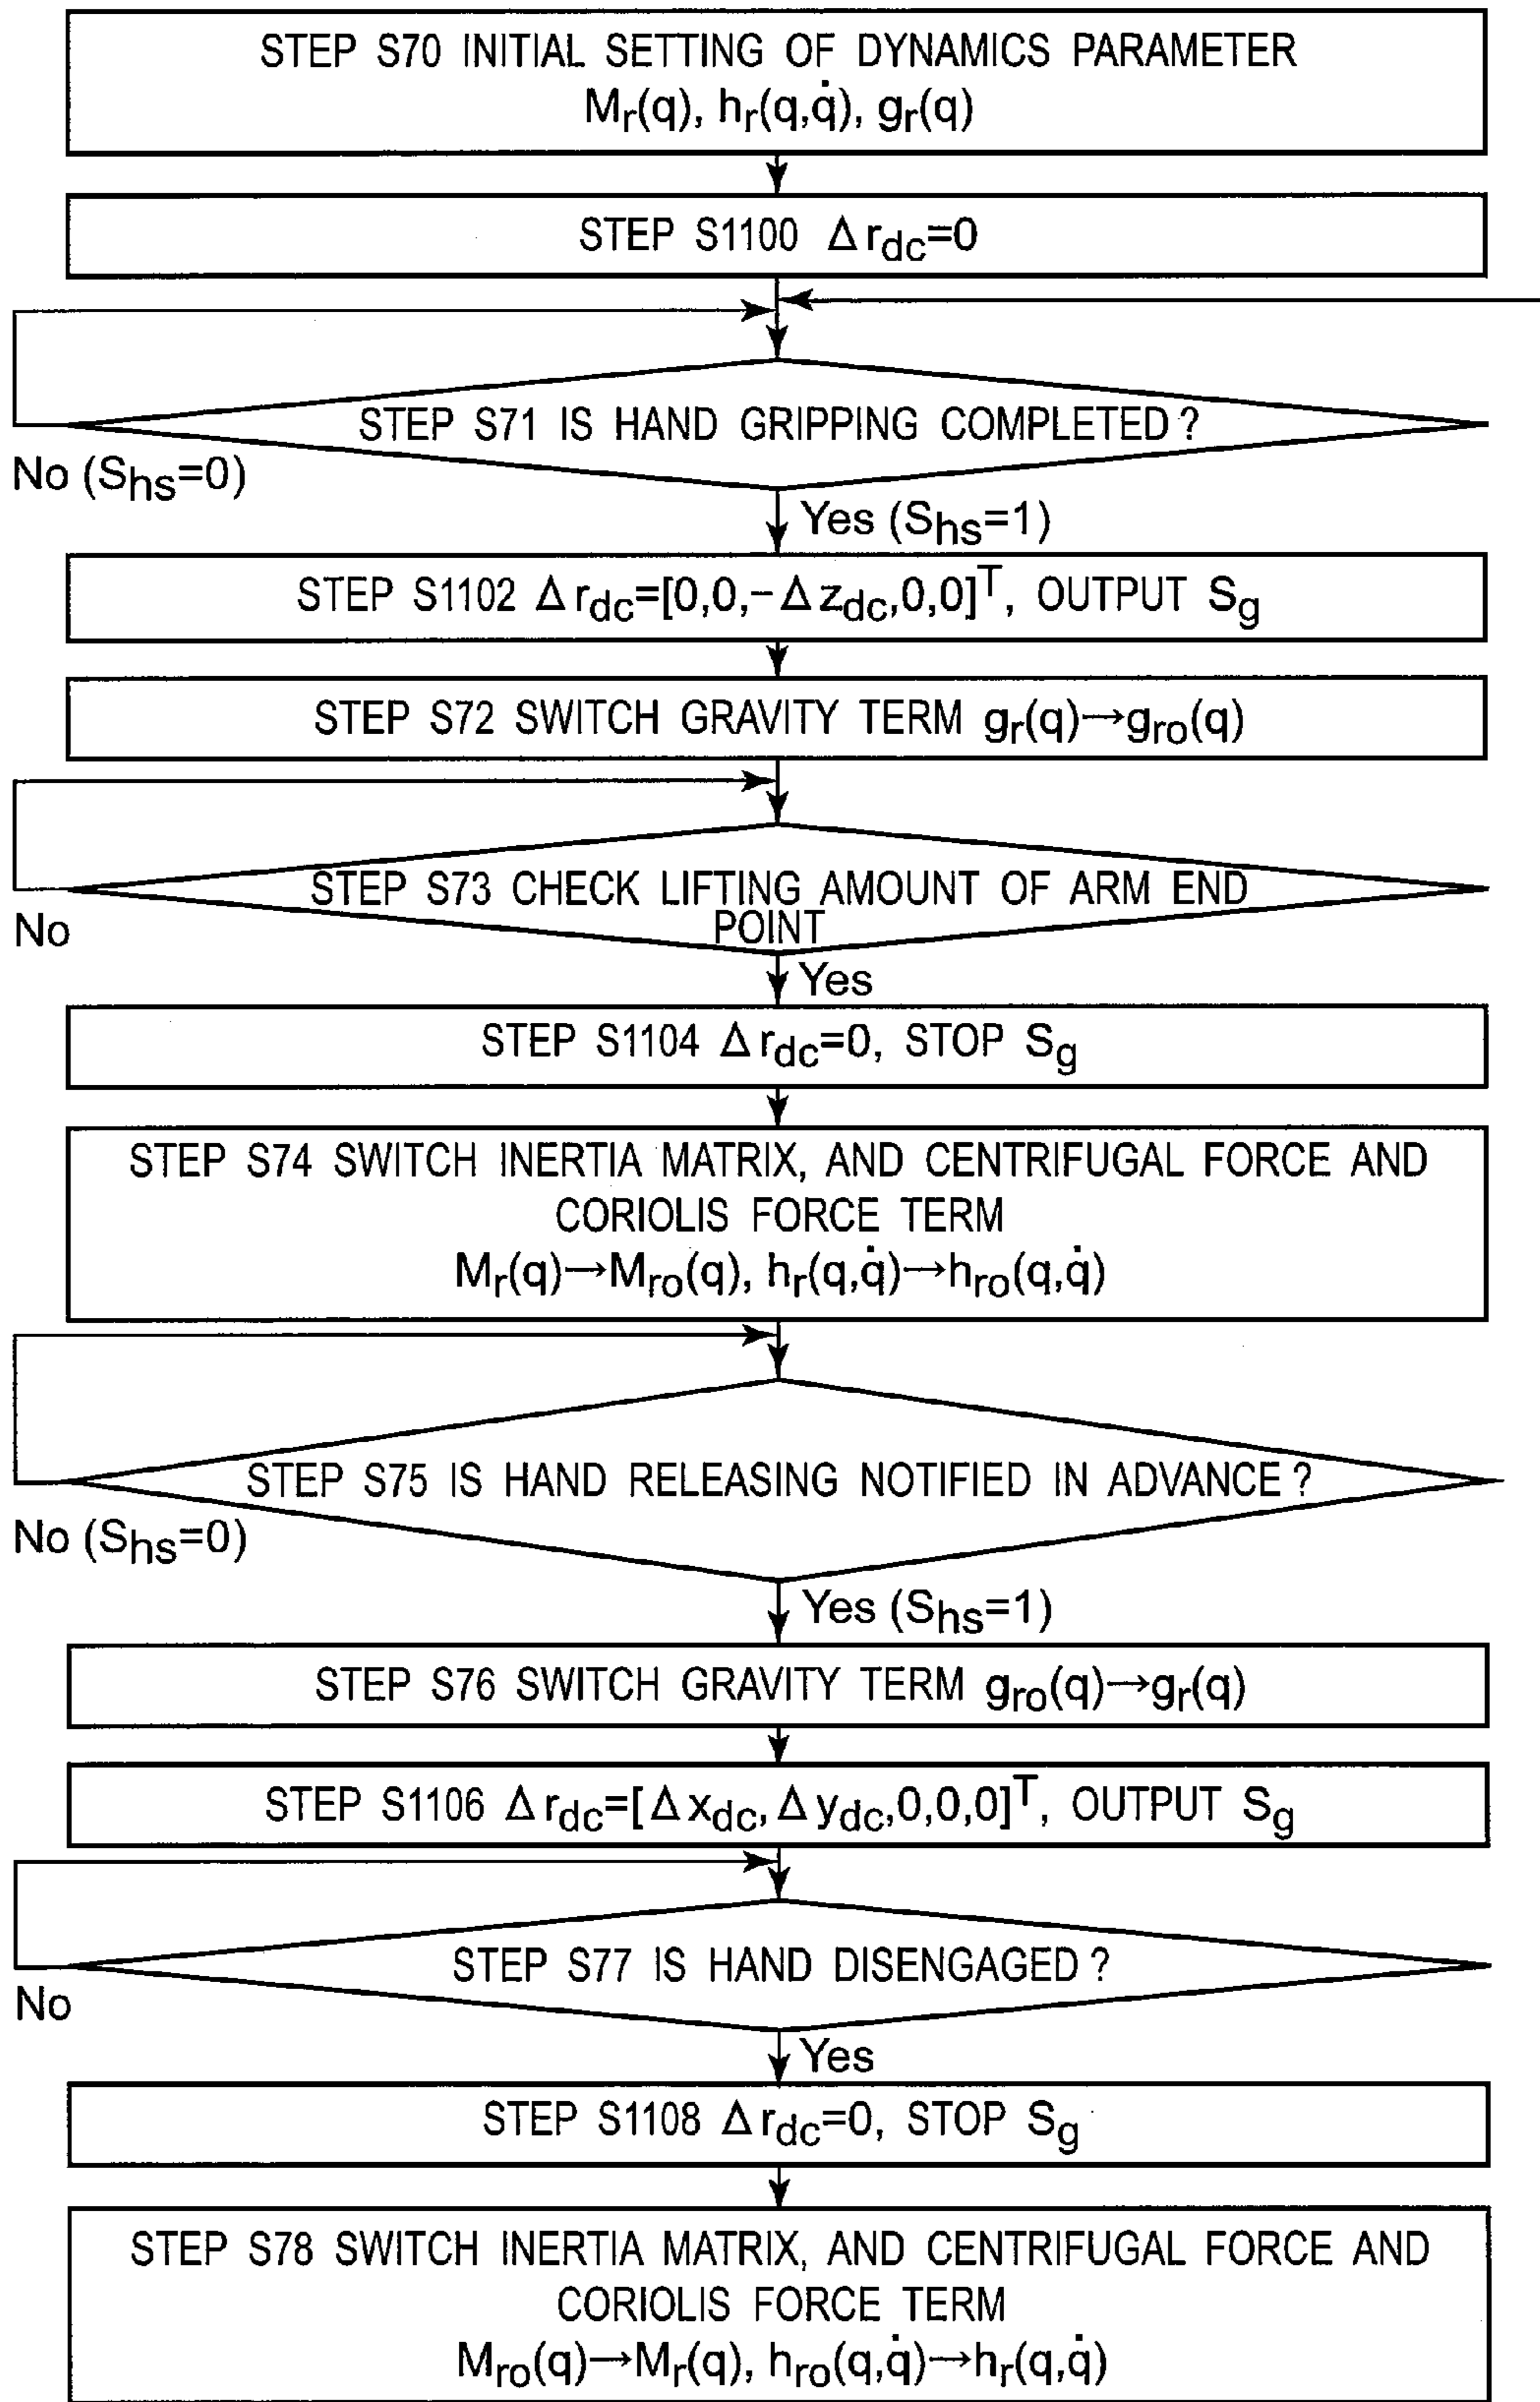 STEP S70 INITIAL SETTING OF DYNAMICS PARAMETER
Mr(q), hr(q,q̇), gr(q)
STEP S1100 Δrdc=0
STEP S71 IS HAND GRIPPING COMPLETED?
No (Shs=0)
Yes (Shs=1)
STEP S1102 Δrdc=[0,0,-Δzdc,0,0]T, OUTPUT Sg
STEP S72 SWITCH GRAVITY TERM gr(q)→gro(q)
STEP S73 CHECK LIFTING AMOUNT OF ARM END
POINT
No
Yes
STEP S1104 Δrdc=0, STOP Sg
STEP S74 SWITCH INERTIA MATRIX, AND CENTRIFUGAL FORCE AND
CORIOLIS FORCE TERM
Mr(q)→Mro(q), hr(q,q̇)→hro(q,q̇)
STEP S75 IS HAND RELEASING NOTIFIED IN ADVANCE?
No (Shs=0)
Yes (Shs=1)
STEP S76 SWITCH GRAVITY TERM gro(q)→gr(q)
STEP S1106 Δrdc=[Δxdc,Δydc,0,0,0]T, OUTPUT Sg
STEP S77 IS HAND DISENGAGED?
No
Yes
STEP S1108 Δrdc=0, STOP Sg
STEP S78 SWITCH INERTIA MATRIX, AND CENTRIFUGAL FORCE AND
CORIOLIS FORCE TERM
Mro(q)→Mr(q), hro(q,q̇)→hr(q,q̇)